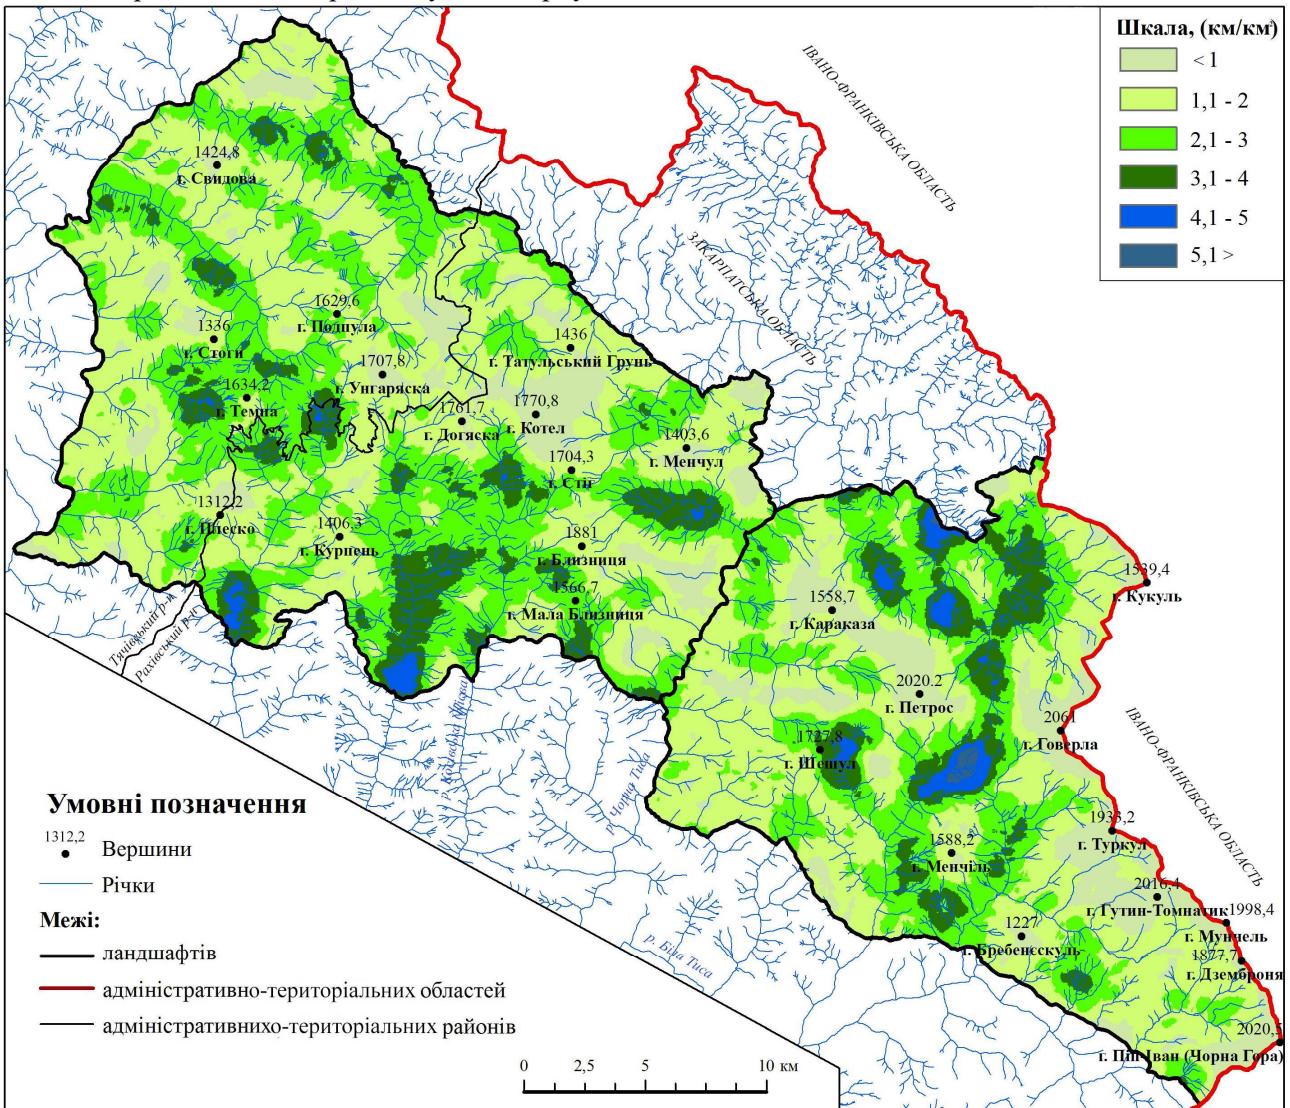 Шкала, (км/км²)
< 1
1,1 - 2
2,1 - 3
3,1 - 4
4,1 - 5
5,1 >
ІВАНО-ФРАНКІВСЬКА ОБЛАСТЬ
ЗАКАРПАТСЬКА ОБЛАСТЬ
1424,8
г. Свидова
1629,6
г. Подпула
1336
г. Стоги
1436
г. Татульський Грунь
1707,8
г. Унгаряска
1634,2
г. Темна
1761,7
г. Догяска
1770,8
г. Котел
1403,6
г. Менчул
1704,3
г. Стіг
1312,2
г. Плеско
1406,3
г. Курпень
1881
г. Близниця
1566,7
г. Мала Близниця
1539,4
г. Кукуль
1558,7
г. Караказа
2020.2
г. Петрос
2061
г. Говерла
1727,8
г. Шешул
Тячівський р-н
Рахівський р-н
р. Чорна Тиса
р. Біла Тиса
ІВАНО-ФРАНКІВСЬКА ОБЛАСТЬ
1933,2
г. Туркул
1588,2
г. Менчіль
2016,4
г. Гутин-Томнатик
1998,4
г. Мунчель
1227
г. Бребенєскуль
1877,7
г. Дземброня
2020,5
г. Піп-Іван (Чорна Гора)
Умовні позначення
1312,2
Вершини
Річки
Межі:
ландшафтів
адміністративно-територіальних областей
адміністративнихо-територіальних районів
0 2,5 5 10 км